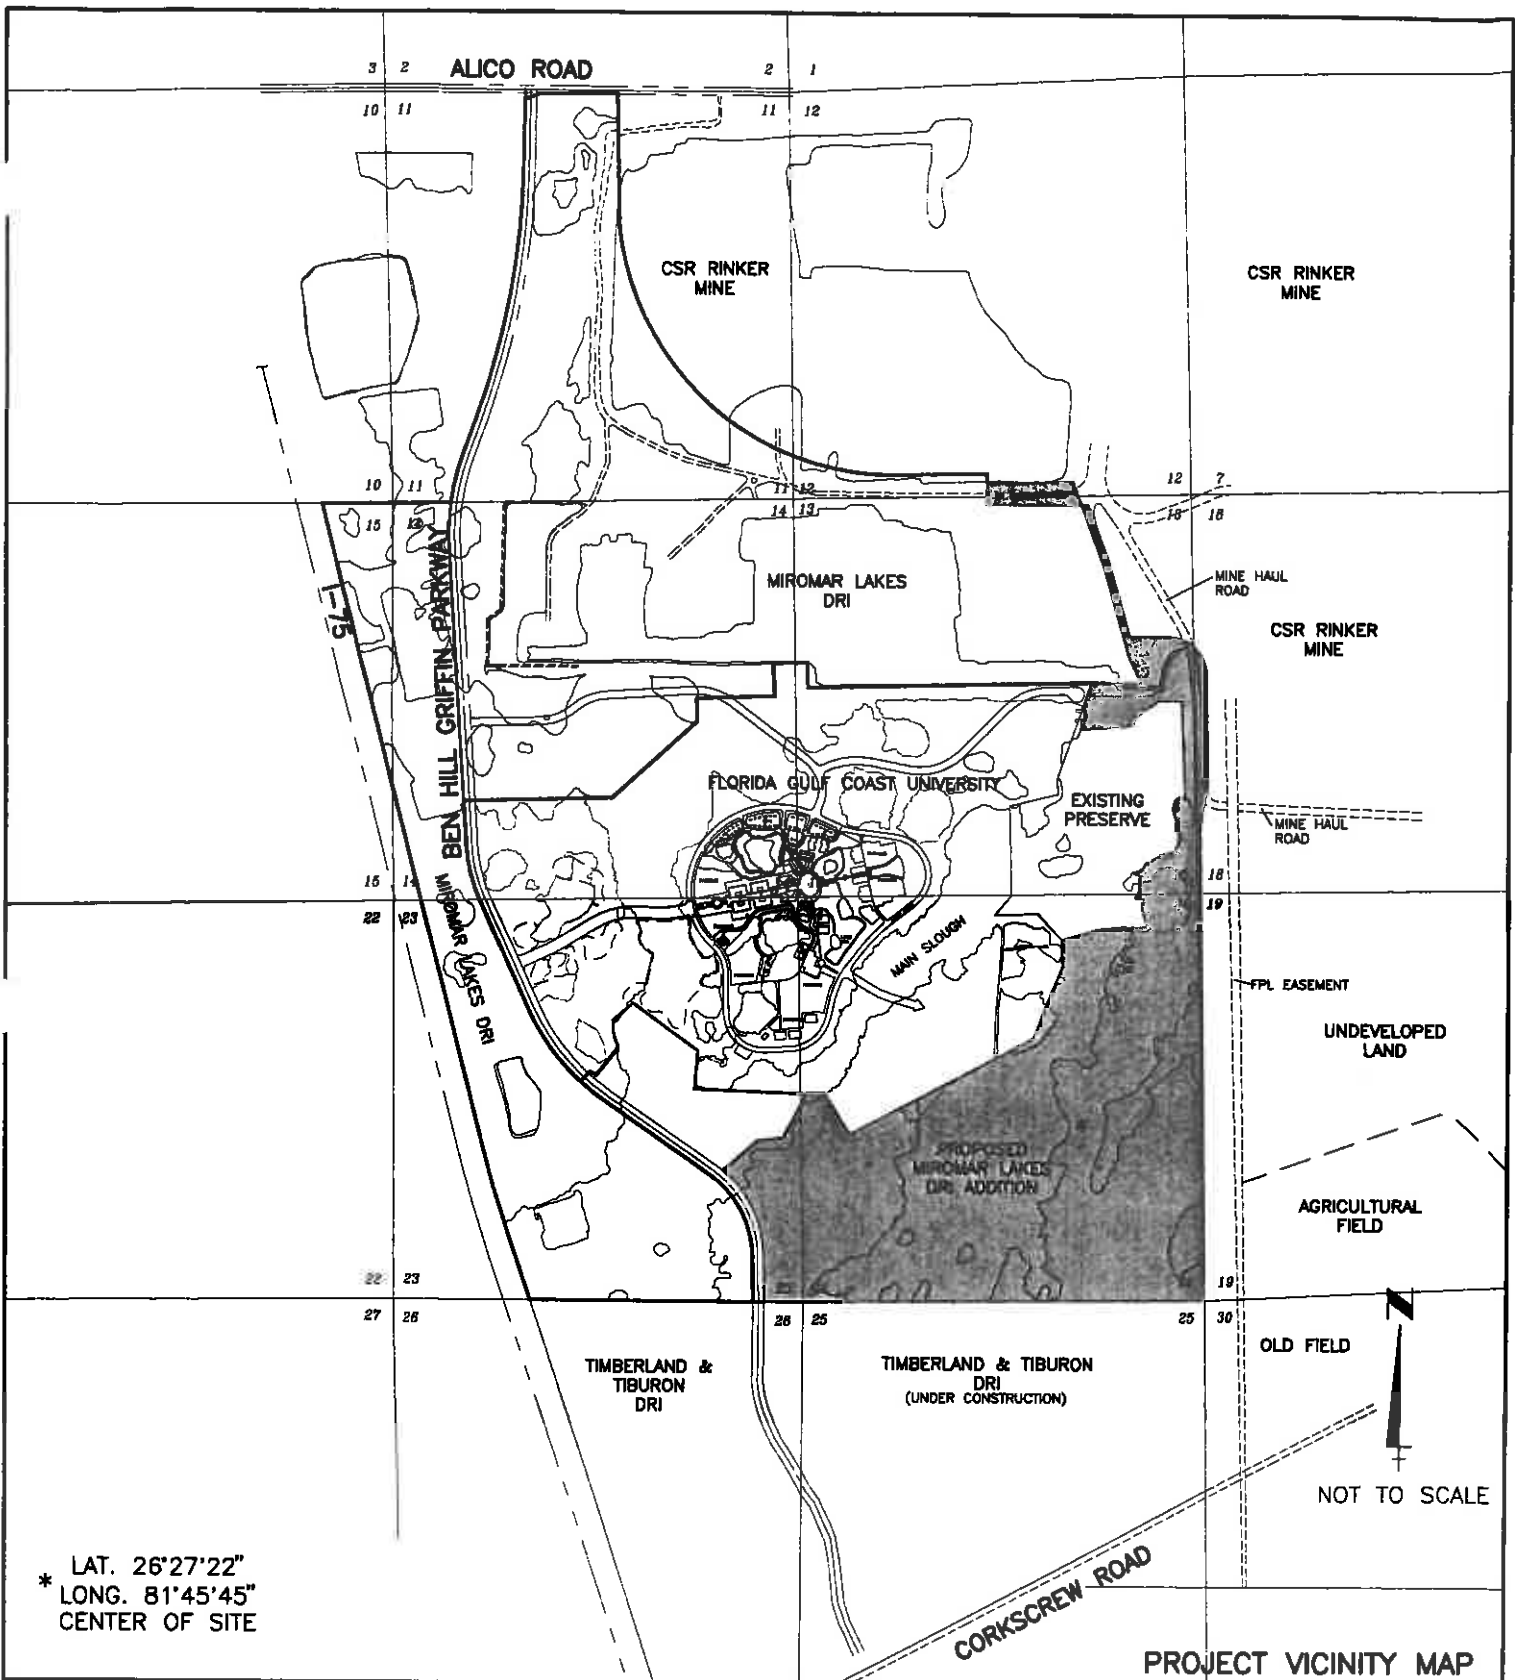 3 2
ALICO ROAD
2 1
10 11
11 12
CSR RINKER
MINE
CSR RINKER
MINE
10 11
11 12
12 7
15
14 13
18
MIROMAR LAKES
DRI
MINE HAUL
ROAD
CSR RINKER
MINE
I-75
BEN HILL GRIFFIN PARKWAY
FLORIDA GULF COAST UNIVERSITY
EXISTING
PRESERVE
MINE HAUL
ROAD
15 14
18
22 23
19
MIROMAR LAKES DRI
MAIN SLOUGH
FPL EASEMENT
UNDEVELOPED
LAND
PROPOSED
MIROMAR LAKES
DRI ADDITION
AGRICULTURAL
FIELD
22 23
19
27 26
26 25
25 30
OLD FIELD
TIMBERLAND &
TIBURON
DRI
TIMBERLAND & TIBURON
DRI
(UNDER CONSTRUCTION)
N
NOT TO SCALE
* LAT. 26°27'22"
LONG. 81°45'45"
CENTER OF SITE
CORKSCREW ROAD
PROJECT VICINITY MAP